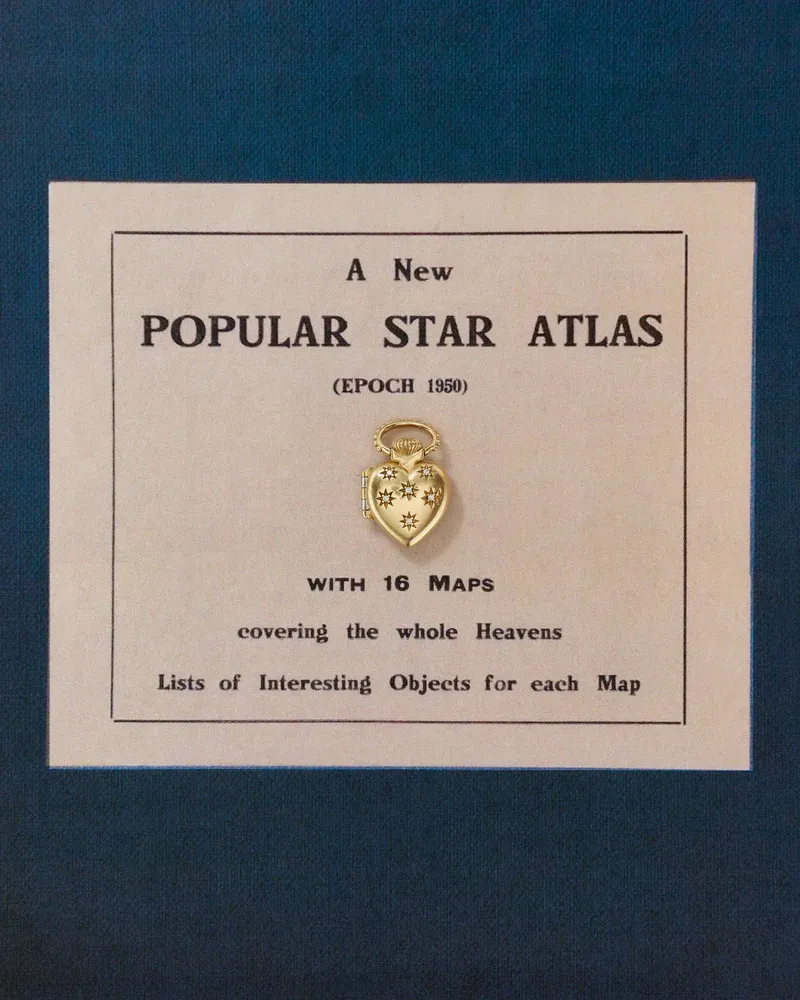 A New
POPULAR STAR ATLAS
(EPOCH 1950)
WITH 16 MAPS
covering the whole Heavens
Lists of Interesting Objects for each Map